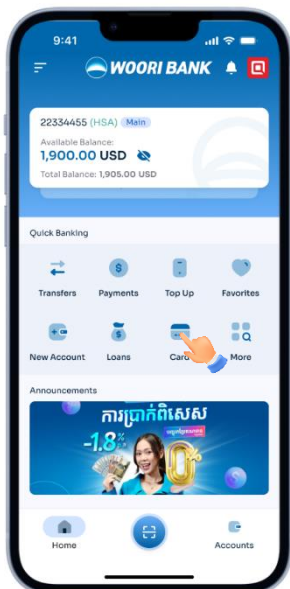 9:41
WOORI BANK
22334455 (HSA) Main
Available Balance:
1,900.00 USD
Total Balance: 1,905.00 USD
Quick Banking
Transfers Payments Top Up Favorites
New Account Loans Card More
Announcements
ការប្រាក់ពិសេស
-1.8%
Home Accounts